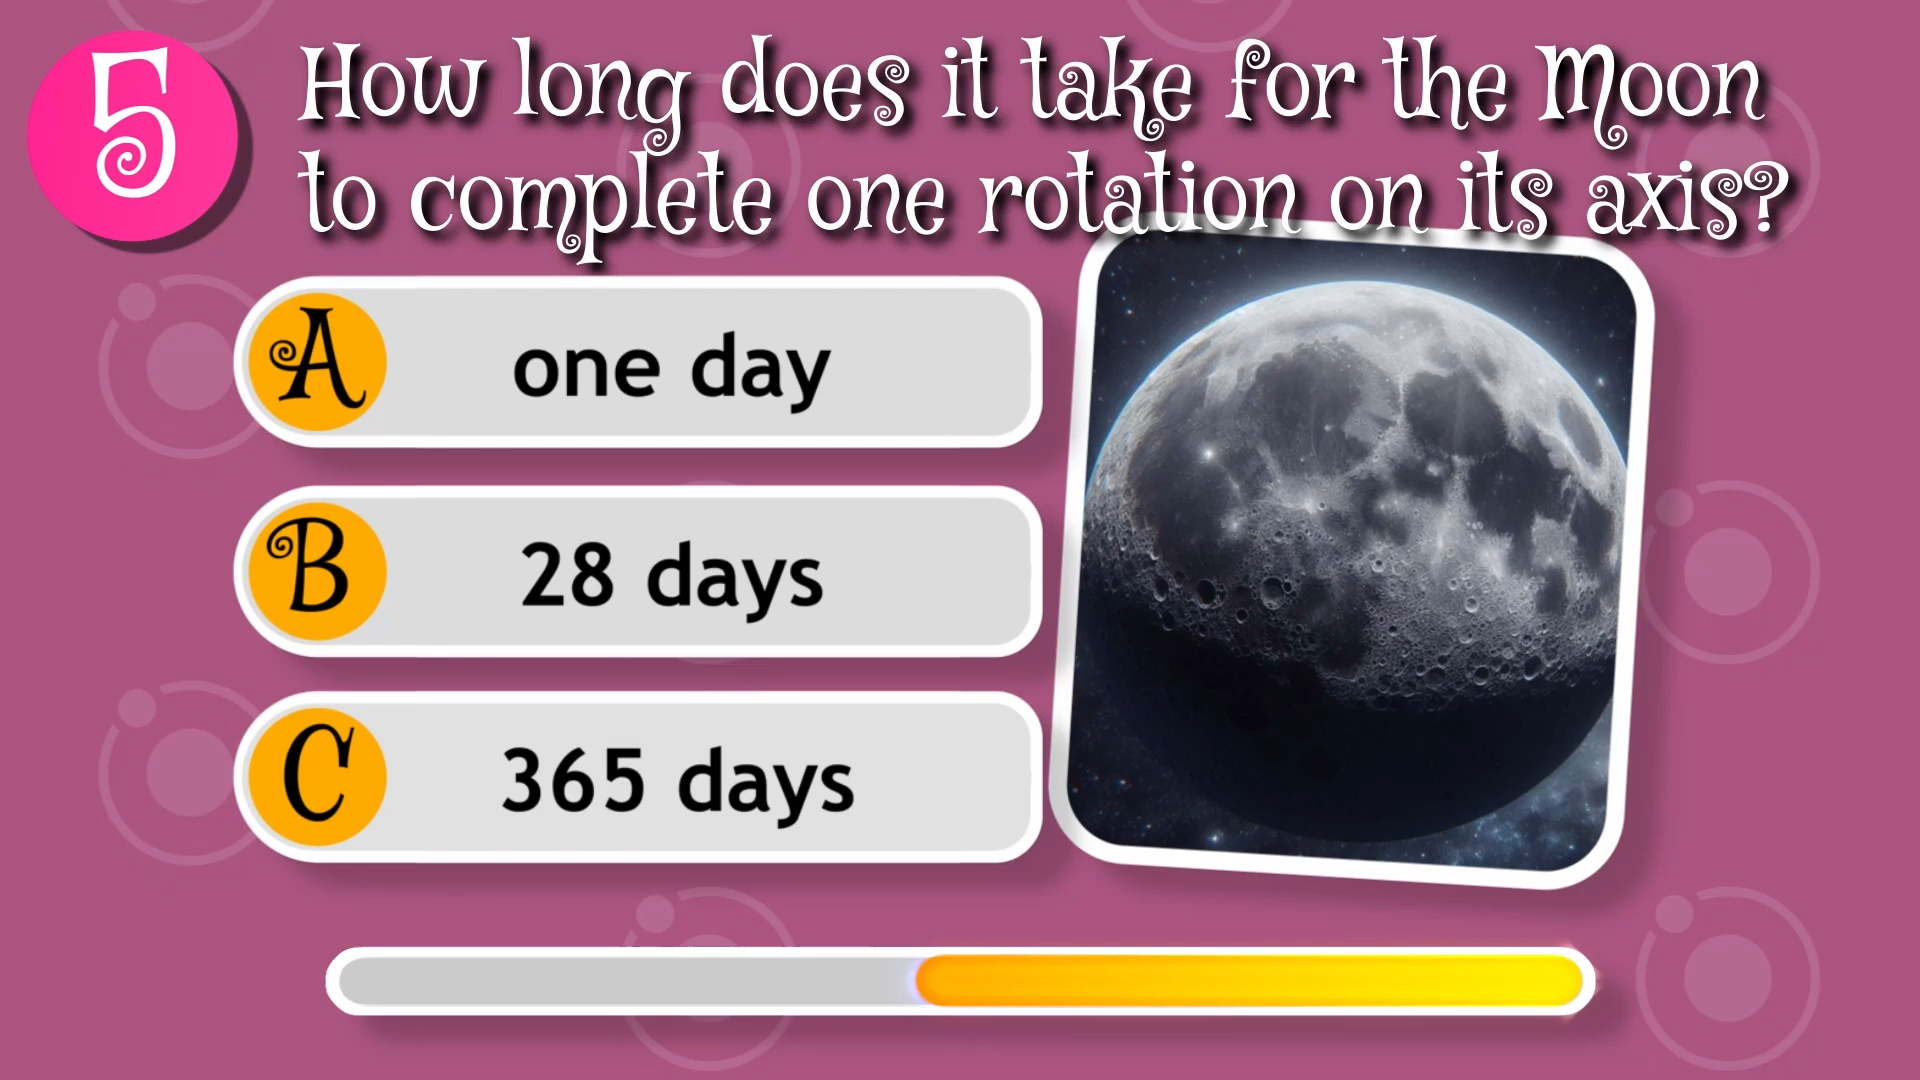 5
How long does it take for the Moon
to complete one rotation on its axis?
A one day
B 28 days
C 365 days